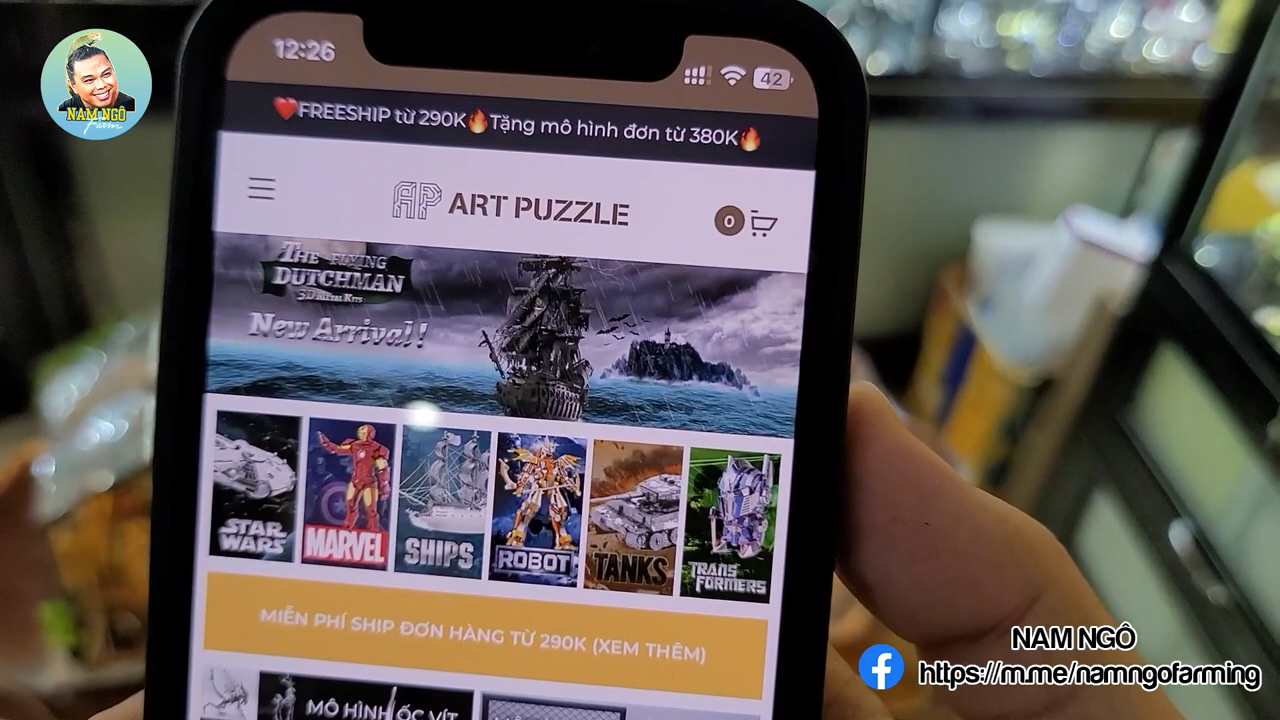 NAM NGÔ
Farm
12:26
42
❤️FREESHIP từ 290K🔥Tặng mô hình đơn từ 380K🔥
AP ART PUZZLE
0
THE FLYING
DUTCHMAN
3D METAL KITS
New Arrival!
STAR
WARS
MARVEL
SHIPS
ROBOT
TANKS
TRANS
FORMERS
MIỄN PHÍ SHIP ĐƠN HÀNG TỪ 290K (XEM THÊM)
MÔ HÌNH ỐC VÍT
NAM NGÔ
https://m.me/namngofarming